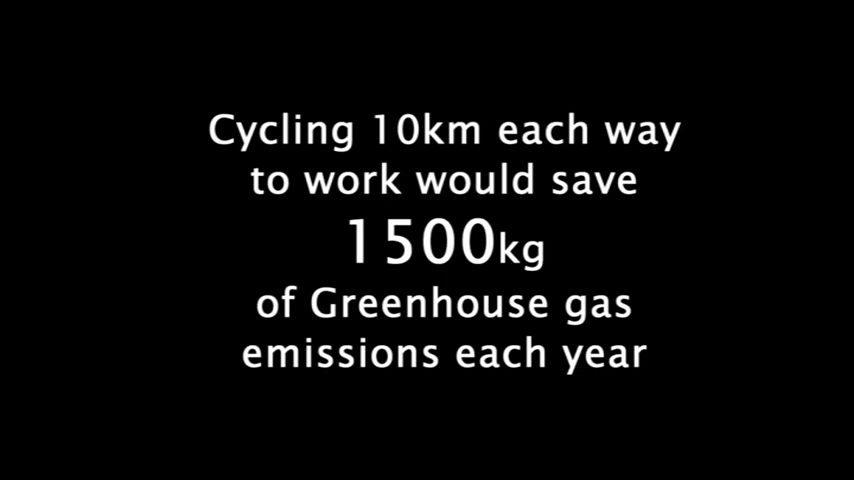 Cycling 10km each way
to work would save
1500kg
of Greenhouse gas
emissions each year